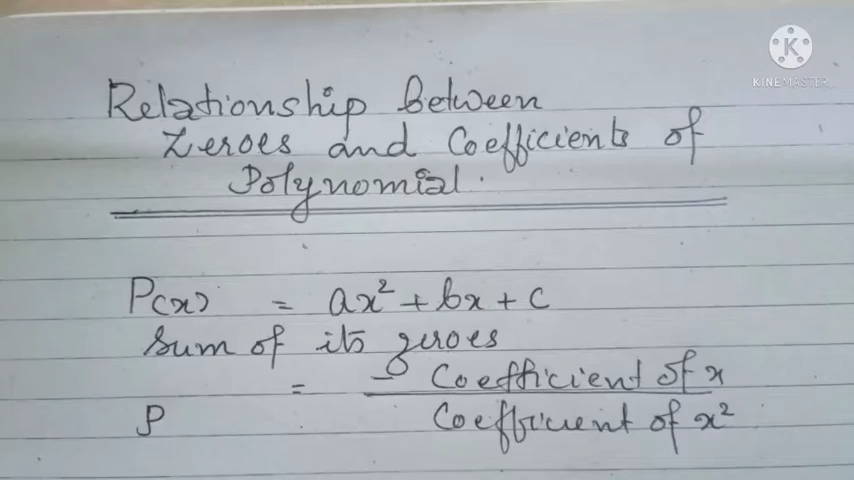 K
KINEMASTER
Relationship between
Zeroes and Coefficients of
Polynomial.
P(x) = ax² + bx + c
Sum of its zeroes
= - Coefficient of x
Coefficient of x²
P